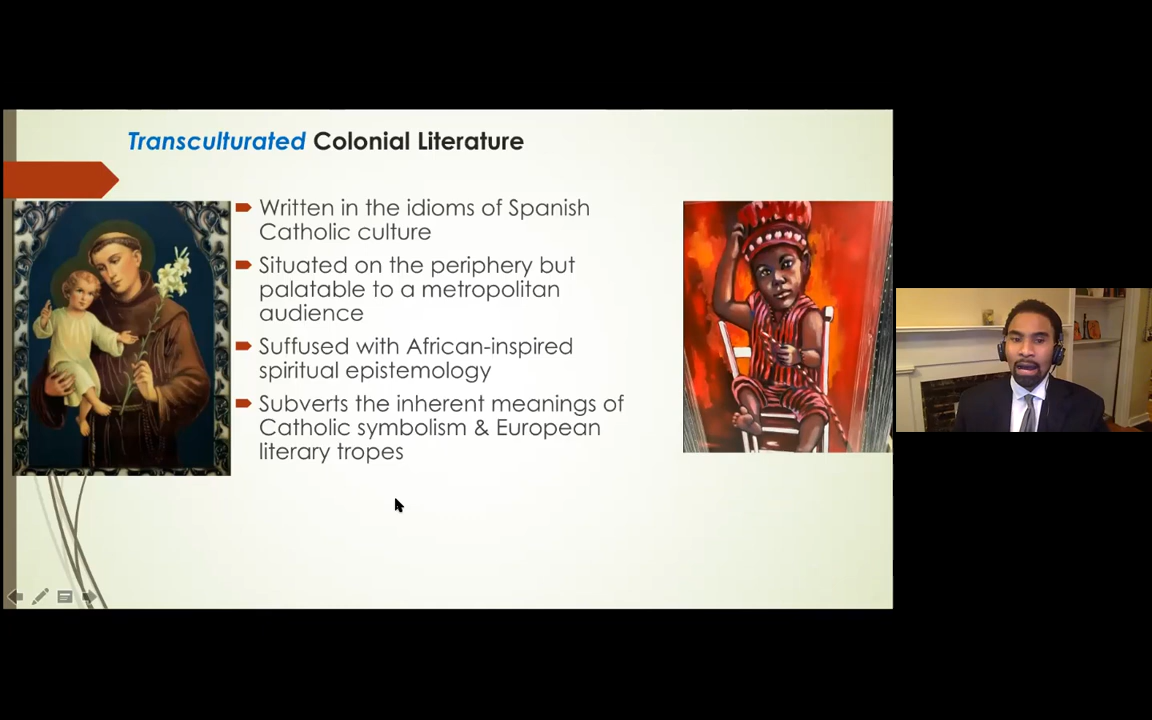 Transculturated Colonial Literature
Written in the idioms of Spanish
Catholic culture
Situated on the periphery but
palatable to a metropolitan
audience
Suffused with African-inspired
spiritual epistemology
Subverts the inherent meanings of
Catholic symbolism & European
literary tropes